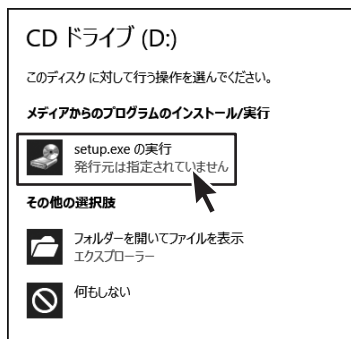 CD ドライブ (D:)
このディスク に対して行う操作を選んでください。
メディアからのプログラムのインストール/実行
setup.exe の実行
発行元は指定されていません
その他の選択肢
フォルダーを開いてファイルを表示
エクスプローラー
何もしない